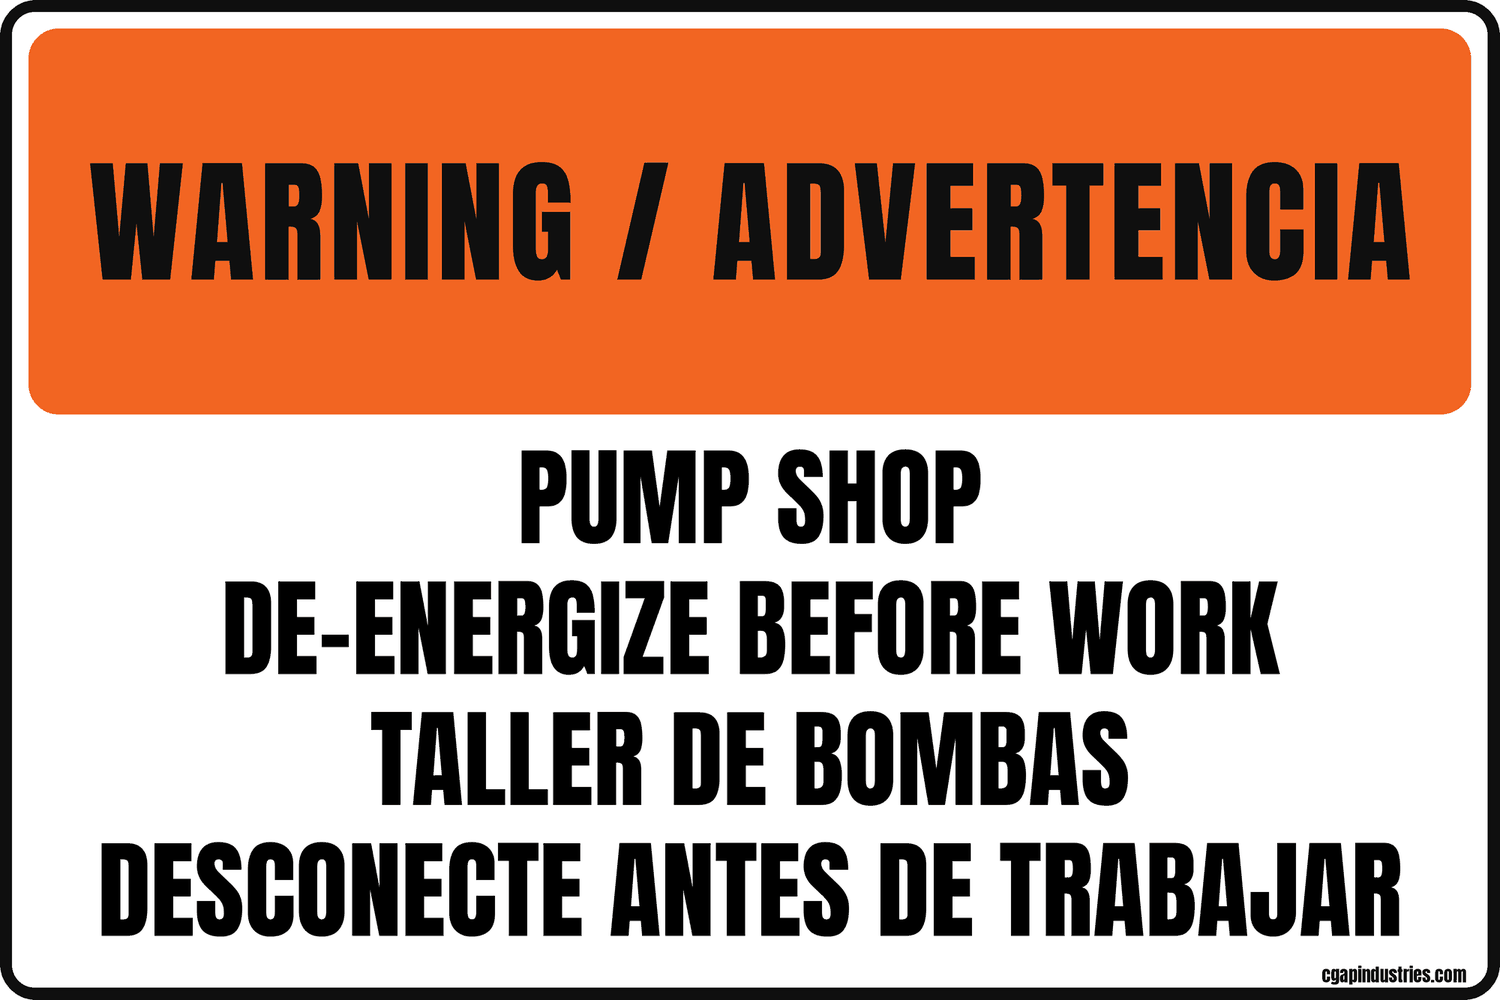 WARNING / ADVERTENCIA
PUMP SHOP
DE-ENERGIZE BEFORE WORK
TALLER DE BOMBAS
DESCONECTE ANTES DE TRABAJAR
cgapindustries.com